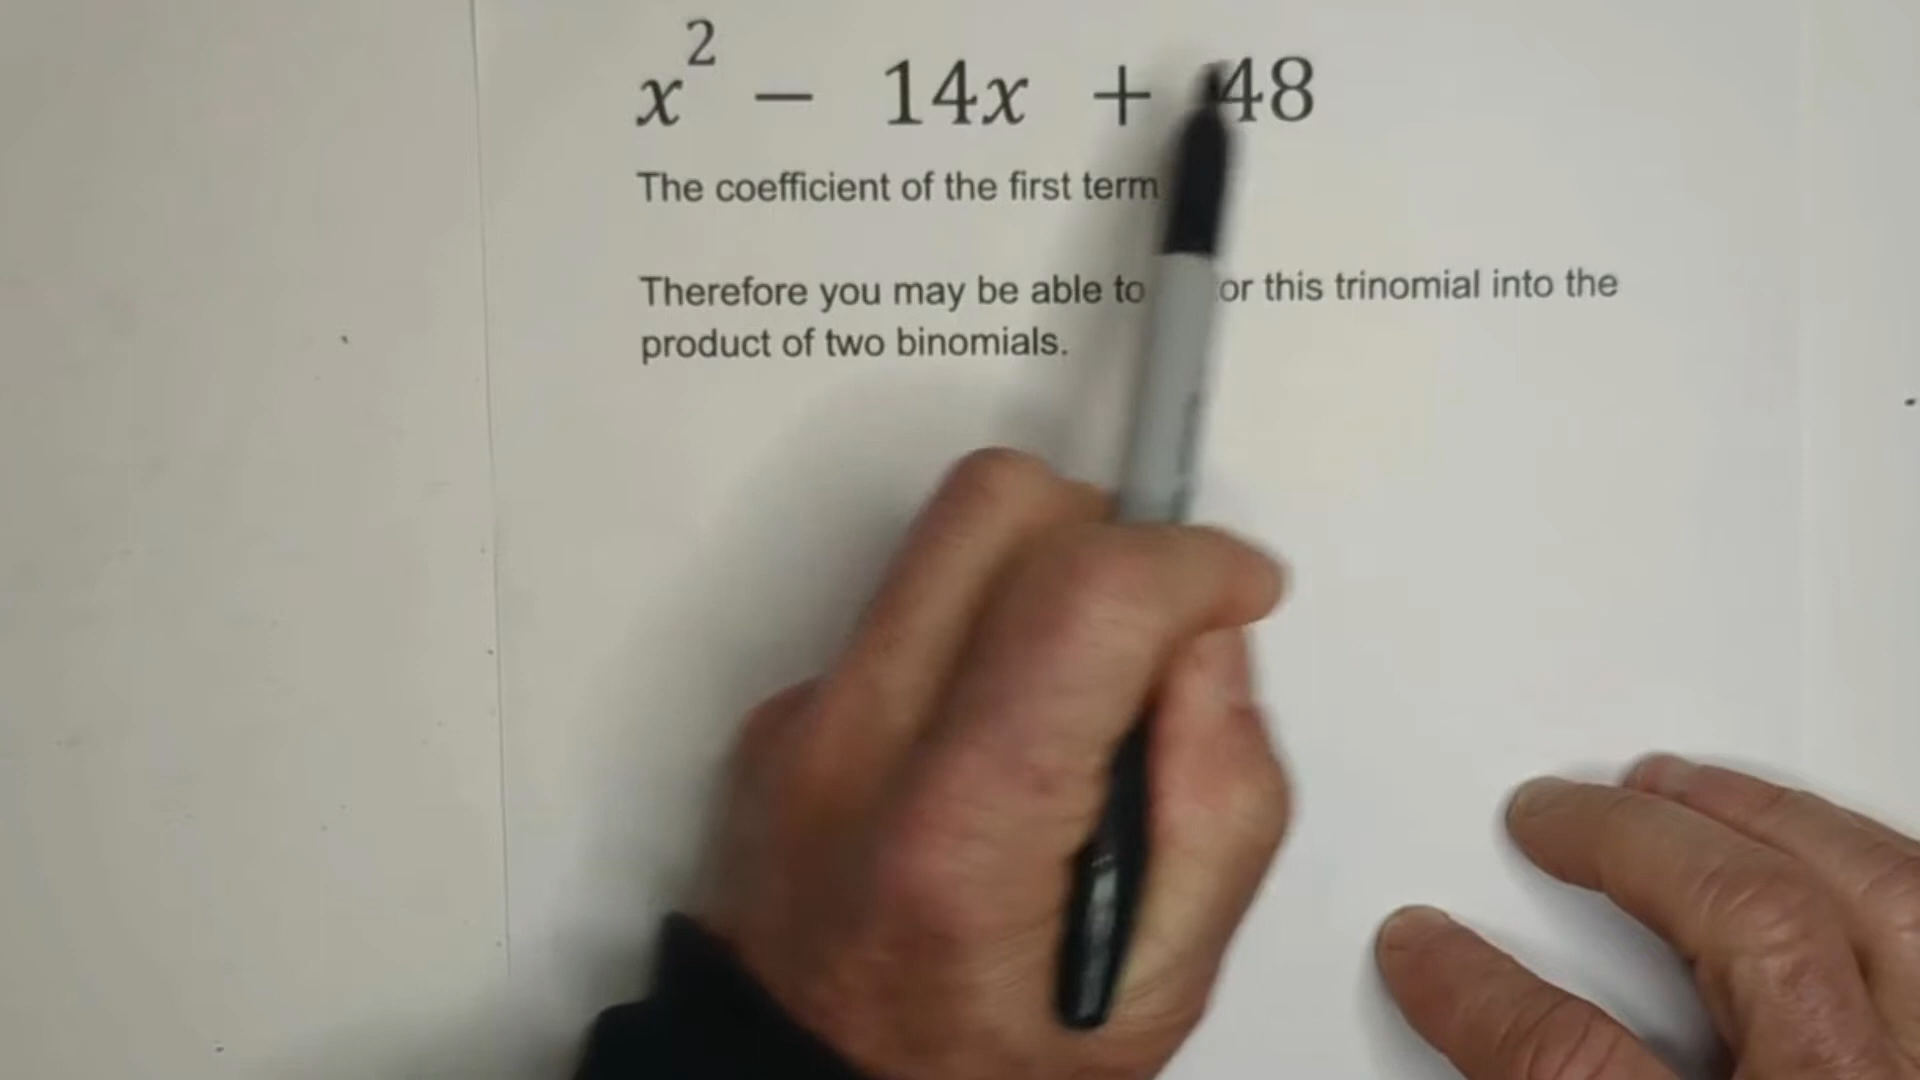 x² − 14x + 48
The coefficient of the first term
Therefore you may be able to or this trinomial into the
product of two binomials.